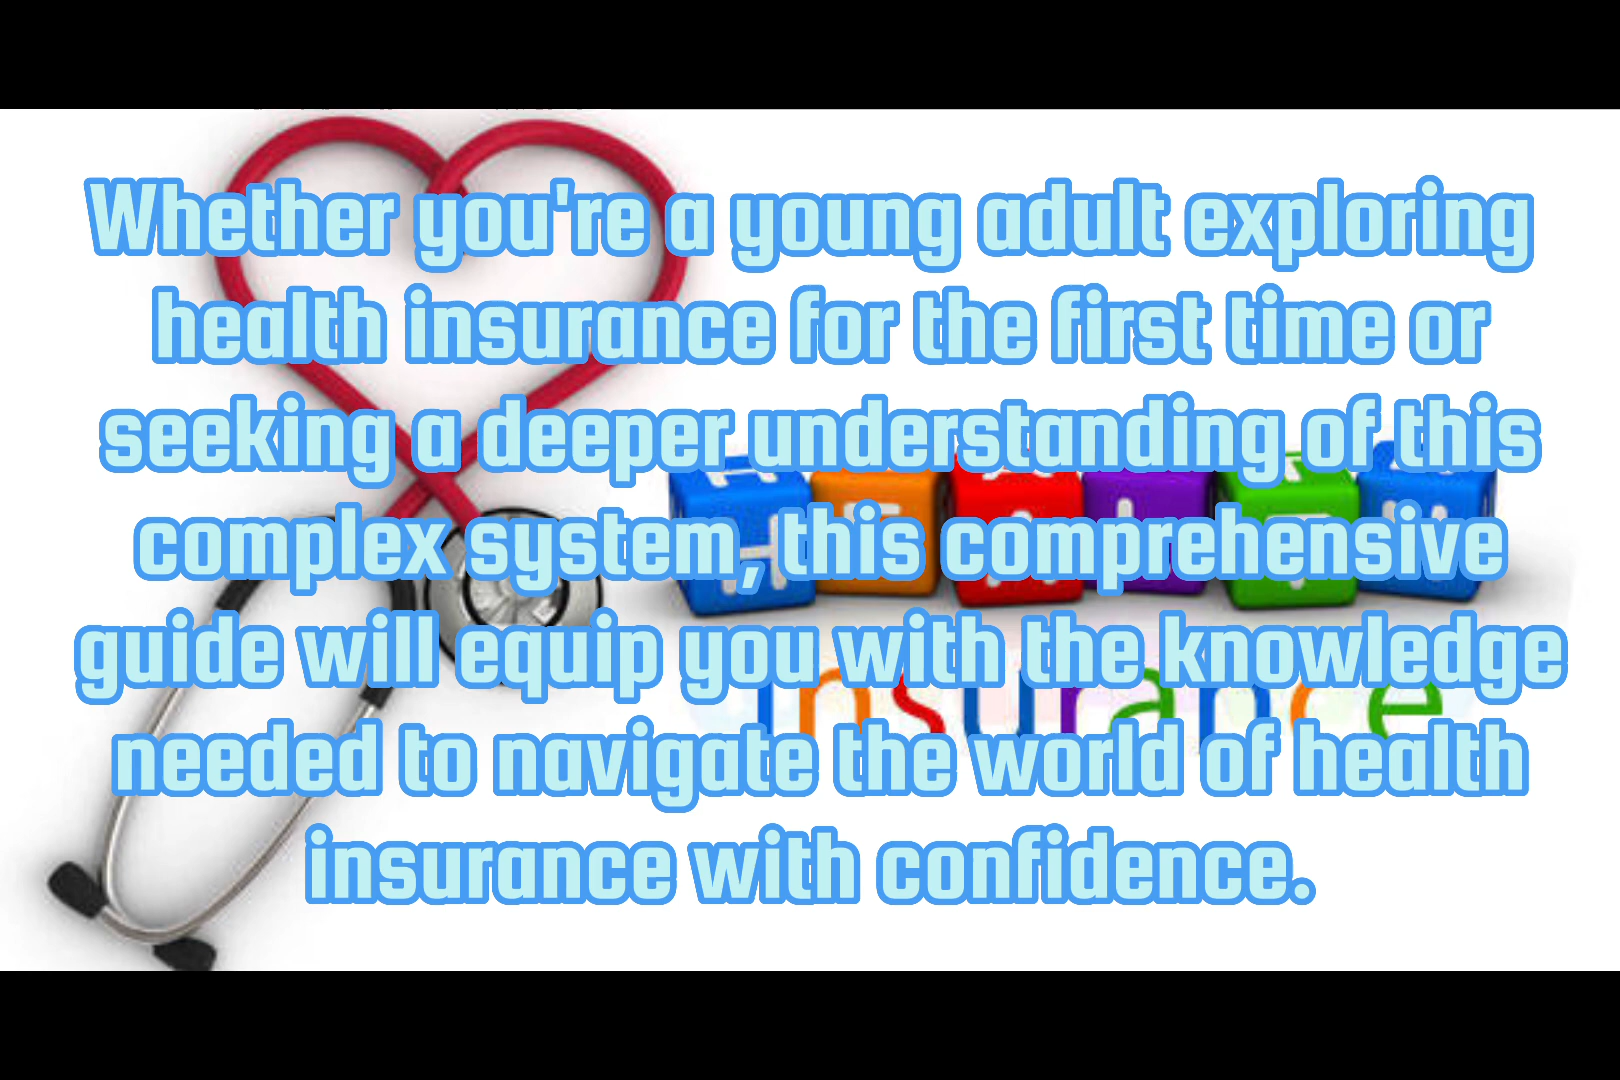 Whether you're a young adult exploring
health insurance for the first time or
seeking a deeper understanding of this
complex system, this comprehensive
guide will equip you with the knowledge
needed to navigate the world of health
insurance with confidence.
HEALTH
insurance